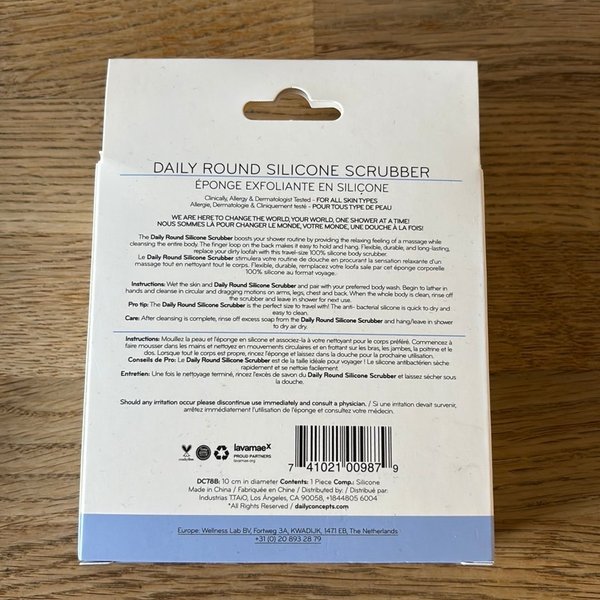 DAILY ROUND SILICONE SCRUBBER
ÉPONGE EXFOLIANTE EN SILIÇONE
Clinically, Allergy & Dermatologist Tested - FOR ALL SKIN TYPES
Allergie, Dermatologie & Cliniquement testé - POUR TOUS TYPE DE PEAU
WE ARE HERE TO CHANGE THE WORLD, YOUR WORLD, ONE SHOWER AT A TIME!
NOUS SOMMES LÀ POUR CHANGER LE MONDE, VOTRE MONDE, UNE DOUCHE À LA FOIS!
The Daily Round Silicone Scrubber boosts your shower routine by providing the relaxing feeling of a massage while
cleansing the entire body. The finger loop on the back makes it easy to hold and hang. Flexible, durable, and long-lasting,
replace your dirty loofah with this travel-size 100% silicone body scrubber.
Le Daily Round Silicone Scrubber stimulera votre routine de douche en procurant la sensation relaxante d'un
massage tout en nettoyant tout le corps. Flexible, durable, remplacez votre loofa sale par cet éponge corporelle
100% silicone au format voyage.
Instructions: Wet the skin and Daily Round Silicone Scrubber and pair with your preferred body wash. Begin to lather in
hands and cleanse in circular and dragging motions on arms, legs, chest and back. When the whole body is clean, rinse off
the scrubber and leave in shower for next use.
Pro tip: The Daily Round Silicone Scrubber is the perfect size to travel with! The anti- bacterial silicone is quick to dry and
easy to clean.
Care: After cleansing is complete, rinse off excess soap from the Daily Round Silicone Scrubber and hang/leave in shower
to dry air dry.
Instructions: Mouillez la peau et l'éponge en silicone et associez-là à votre nettoyant pour le corps préféré. Commencez à
faire mousser dans les mains et nettoyez en mouvements circulaires et en frottant sur les bras, les jambes, la poitrine et le
dos. Lorsque tout le corps est propre, rincez l'éponge et laissez dans la douche pour la prochaine utilisation.
Conseils de Pro: Le Daily Round Silicone Scrubber est de la taille idéale pour voyager ! Le silicone antibactérien sèche
rapidement et se nettoie facilement.
Entretien: Une fois le nettoyage terminé, rincez l'excès de savon du Daily Round Silicone Scrubber et laissez sécher sous
la douche.
Should any irritation occur please discontinue use immediately and consult a physician. / Si une irritation devait survenir,
arrêtez immédiatement l'utilisation de l'éponge et consultez votre médecin.
lavamaeX
PROUD PARTNERS
lavamae.org
7 41021 00987 9
DC78B: 10 cm in diameter Contents: 1 Piece Comp.: Silicone
Made in China / Fabriquée en Chine / Distributed by: / Distribué par:
Industrias T.TAiO, Los Ángeles, CA 90058, +1844805 6004
*All Rights Reserved / dailyconcepts.com
Europe: Wellness Lab BV, Fortweg 3A, KWADIJK, 1471 EB, The Netherlands
+31 (0) 20 893 28 79